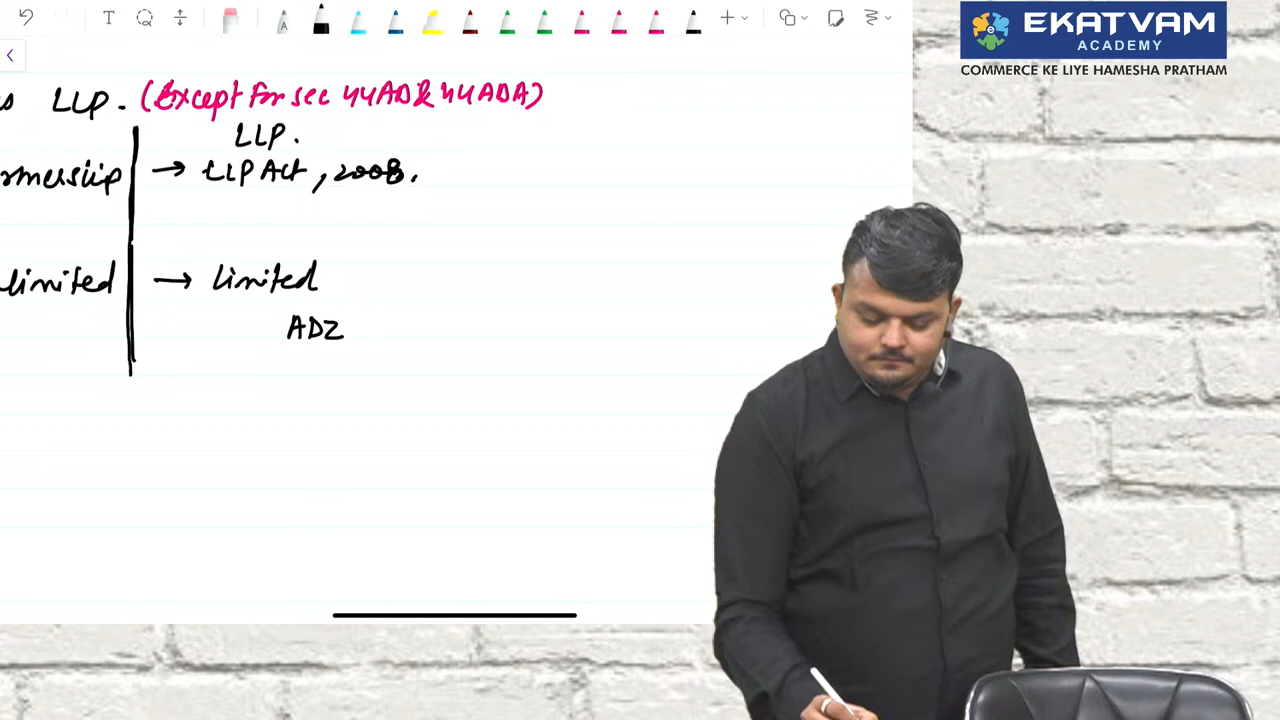 EKATVAM
ACADEMY
COMMERCE KE LIYE HAMESHA PRATHAM
LLP. (Except for sec 44AD & 44ADA)
LLP.
→ LLP Act, 2008.
limited → limited
ADZ